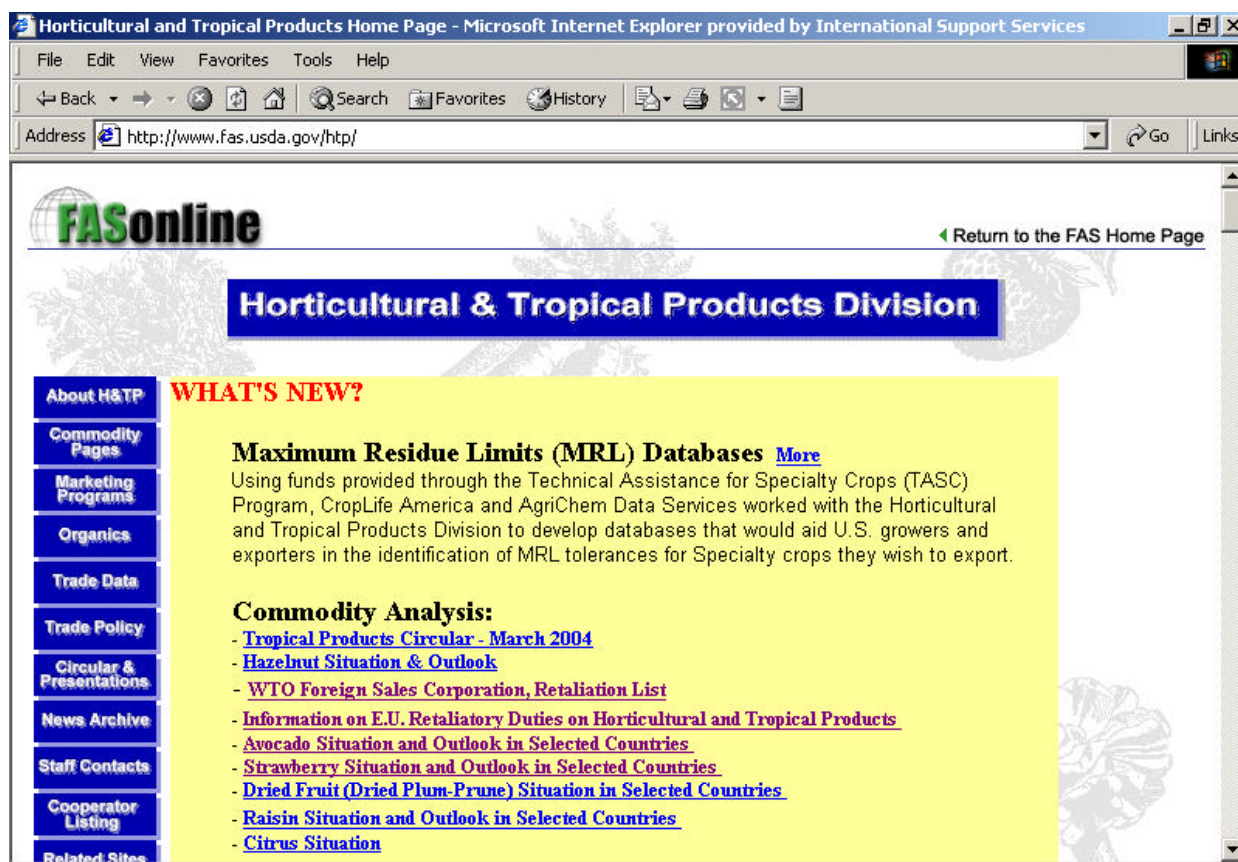 Horticultural and Tropical Products Home Page - Microsoft Internet Explorer provided by International Support Services
File Edit View Favorites Tools Help
Back Search Favorites History
Address http://www.fas.usda.gov/htp/ Go Links
FASonline
Return to the FAS Home Page
Horticultural & Tropical Products Division
About H&TP
Commodity
Pages
Marketing
Programs
Organics
Trade Data
Trade Policy
Circular &
Presentations
News Archive
Staff Contacts
Cooperator
Listing
Related Sites
WHAT'S NEW?
Maximum Residue Limits (MRL) Databases More
Using funds provided through the Technical Assistance for Specialty Crops (TASC)
Program, CropLife America and AgriChem Data Services worked with the Horticultural
and Tropical Products Division to develop databases that would aid U.S. growers and
exporters in the identification of MRL tolerances for Specialty crops they wish to export.
Commodity Analysis:
- Tropical Products Circular - March 2004
- Hazelnut Situation & Outlook
- WTO Foreign Sales Corporation, Retaliation List
- Information on E.U. Retaliatory Duties on Horticultural and Tropical Products
- Avocado Situation and Outlook in Selected Countries
- Strawberry Situation and Outlook in Selected Countries
- Dried Fruit (Dried Plum-Prune) Situation in Selected Countries
- Raisin Situation and Outlook in Selected Countries
- Citrus Situation